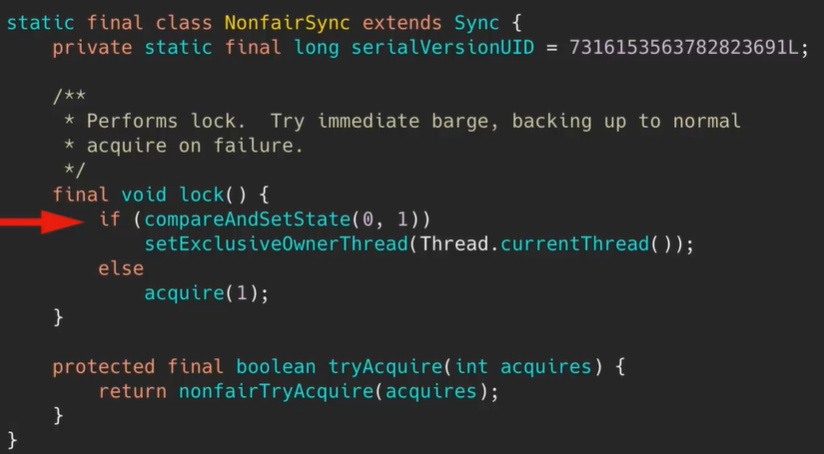 static final class NonfairSync extends Sync {
    private static final long serialVersionUID = 7316153563782823691L;

    /**
     * Performs lock.  Try immediate barge, backing up to normal
     * acquire on failure.
     */
    final void lock() {
        if (compareAndSetState(0, 1))
            setExclusiveOwnerThread(Thread.currentThread());
        else
            acquire(1);
    }

    protected final boolean tryAcquire(int acquires) {
        return nonfairTryAcquire(acquires);
    }
}